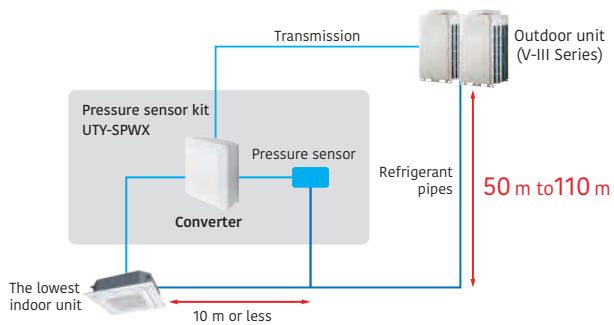 Transmission
Outdoor unit
(V-III Series)
Pressure sensor kit
UTY-SPWX
Pressure sensor
Converter
Refrigerant
pipes
50 m to110 m
The lowest
indoor unit
10 m or less